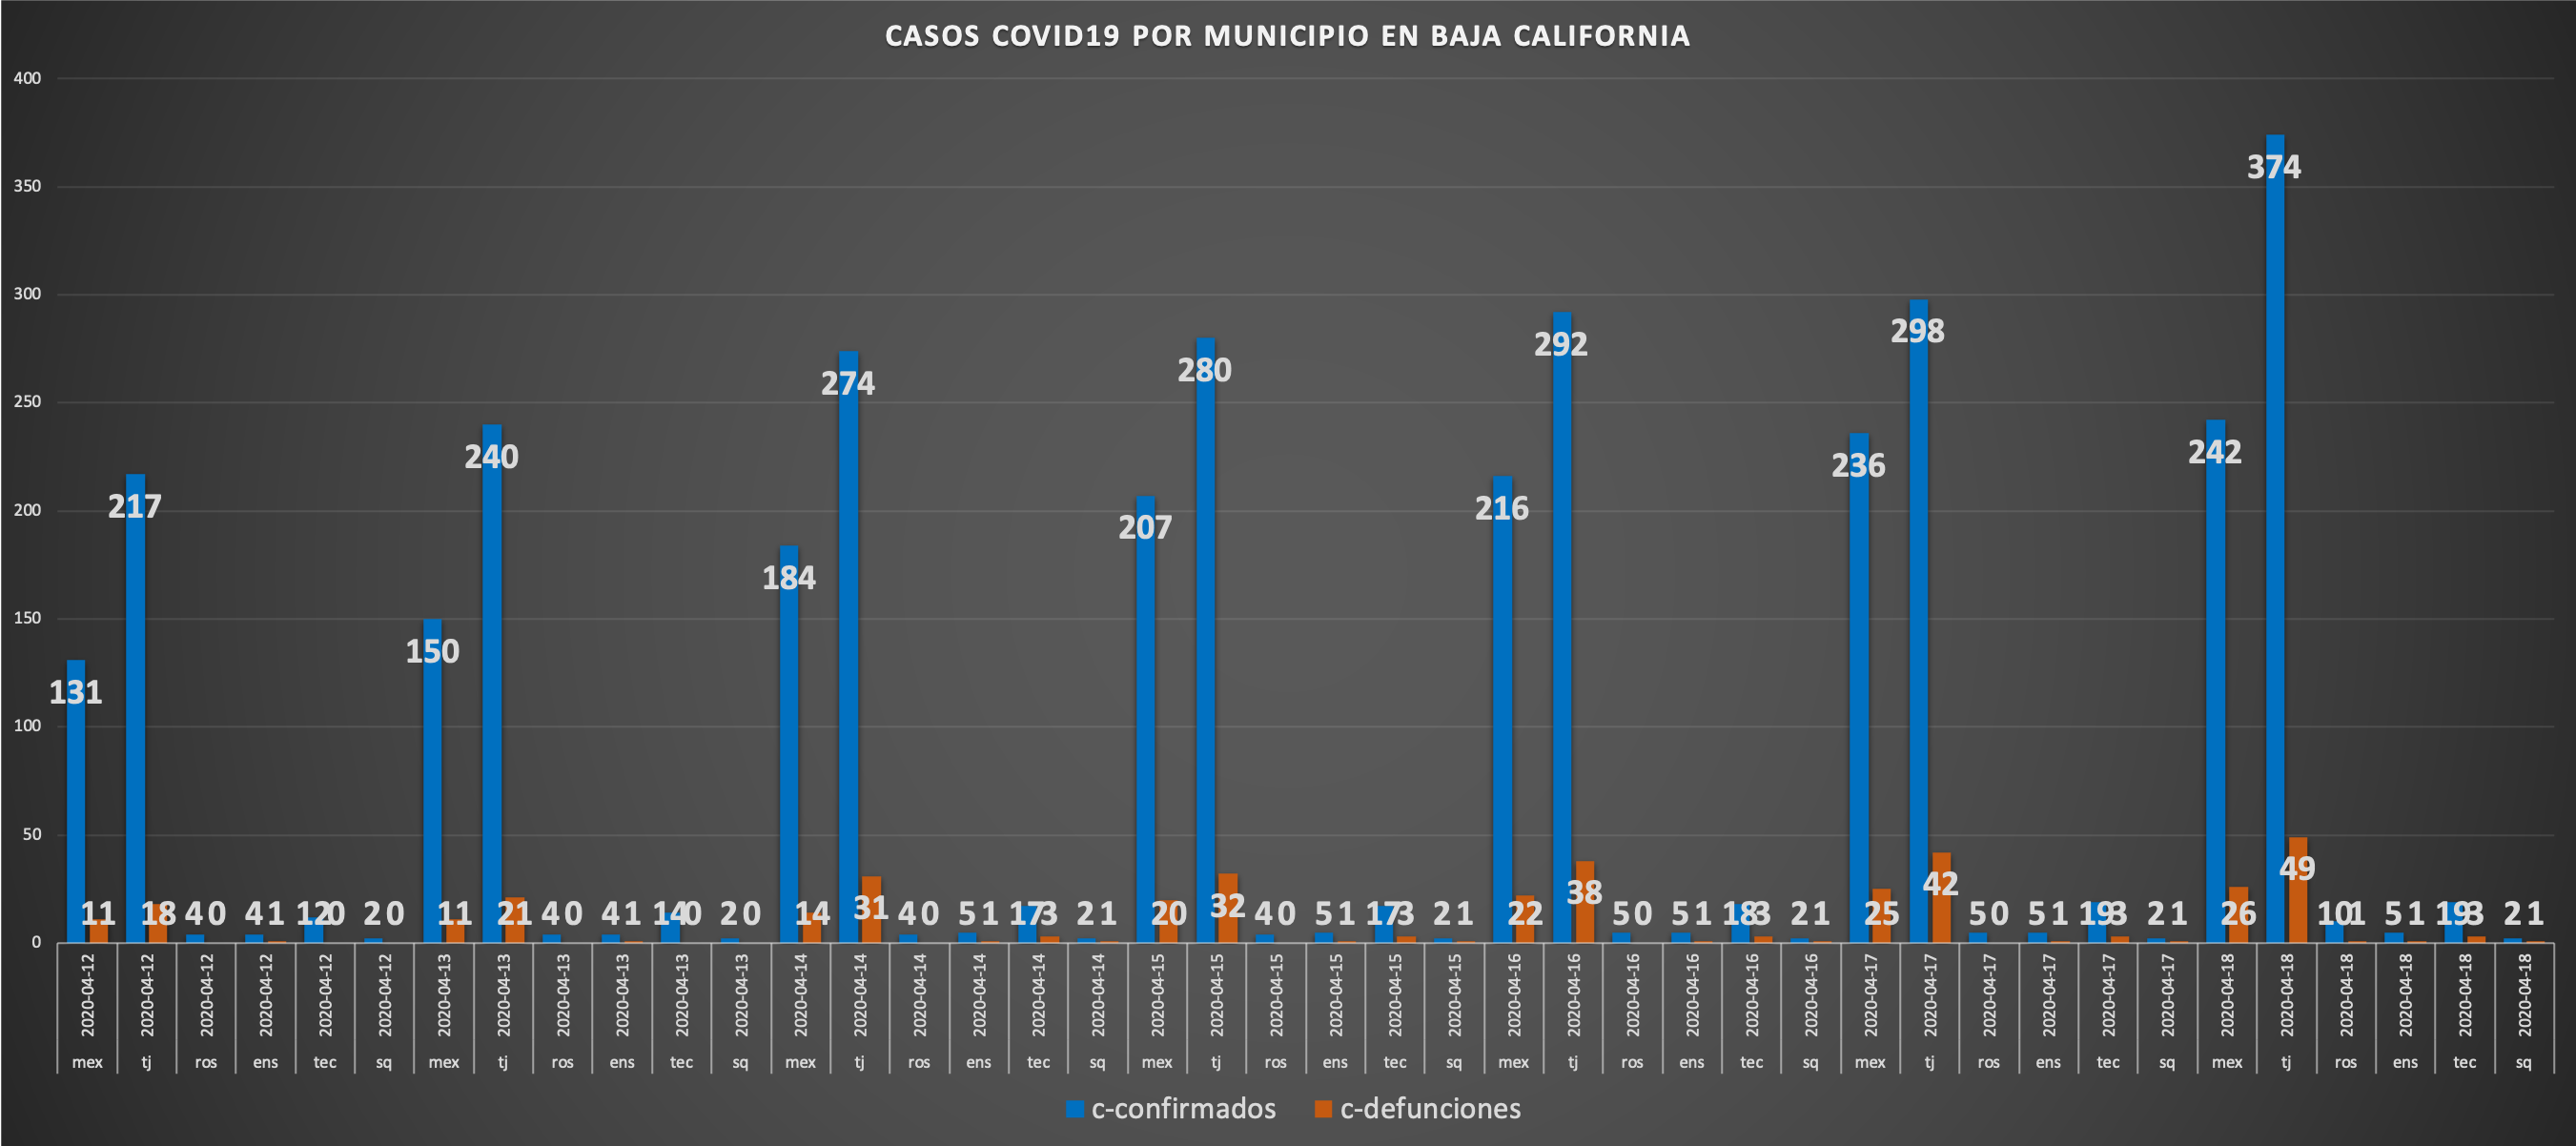 CASOS COVID19 POR MUNICIPIO EN BAJA CALIFORNIA
400
350
300
250
200
150
100
50
0
131 11 217 18 4 0 4 1 12 0 2 0
150 11 240 21 4 0 4 1 14 0 2 0
184 14 274 31 4 0 5 1 17 3 2 1
207 20 280 32 4 0 5 1 17 3 2 1
216 22 292 38 5 0 5 1 18 3 2 1
236 25 298 42 5 0 5 1 19 3 2 1
242 26 374 49 10 1 5 1 19 3 2 1
2020-04-12 2020-04-12 2020-04-12 2020-04-12 2020-04-12 2020-04-12 2020-04-13 2020-04-13 2020-04-13 2020-04-13 2020-04-13 2020-04-13 2020-04-14 2020-04-14 2020-04-14 2020-04-14 2020-04-14 2020-04-14 2020-04-15 2020-04-15 2020-04-15 2020-04-15 2020-04-15 2020-04-15 2020-04-16 2020-04-16 2020-04-16 2020-04-16 2020-04-16 2020-04-16 2020-04-17 2020-04-17 2020-04-17 2020-04-17 2020-04-17 2020-04-17 2020-04-18 2020-04-18 2020-04-18 2020-04-18 2020-04-18 2020-04-18
mex tj ros ens tec sq mex tj ros ens tec sq mex tj ros ens tec sq mex tj ros ens tec sq mex tj ros ens tec sq mex tj ros ens tec sq mex tj ros ens tec sq
c-confirmados c-defunciones